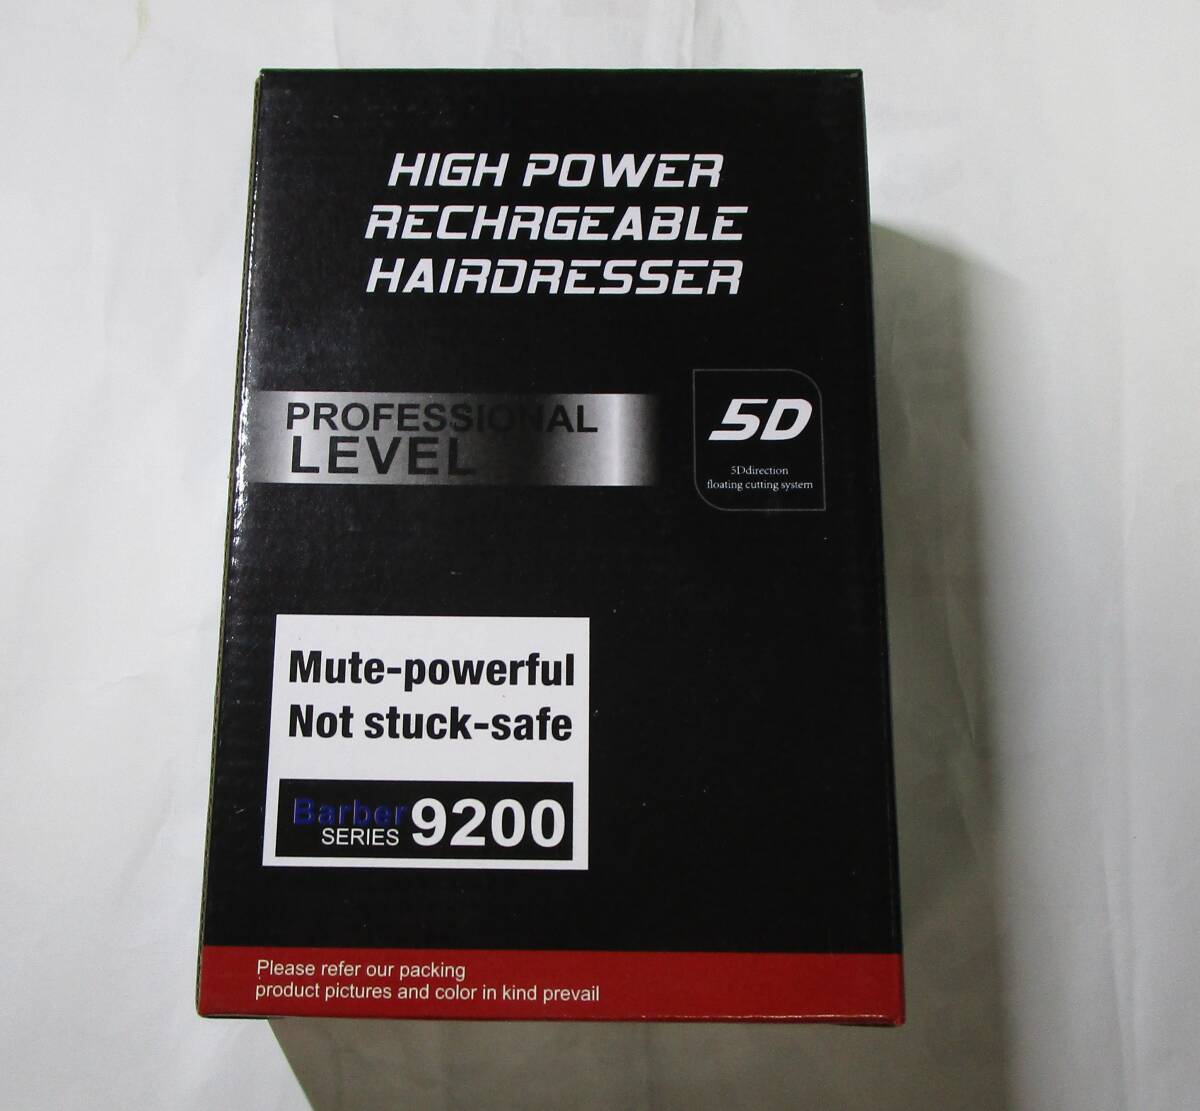 HIGH POWER
RECHRGEABLE
HAIRDRESSER
PROFESSIONAL
LEVEL
5D
5Ddirection
floating cutting system
Mute-powerful
Not stuck-safe
Barber
SERIES 9200
Please refer our packing
product pictures and color in kind prevail